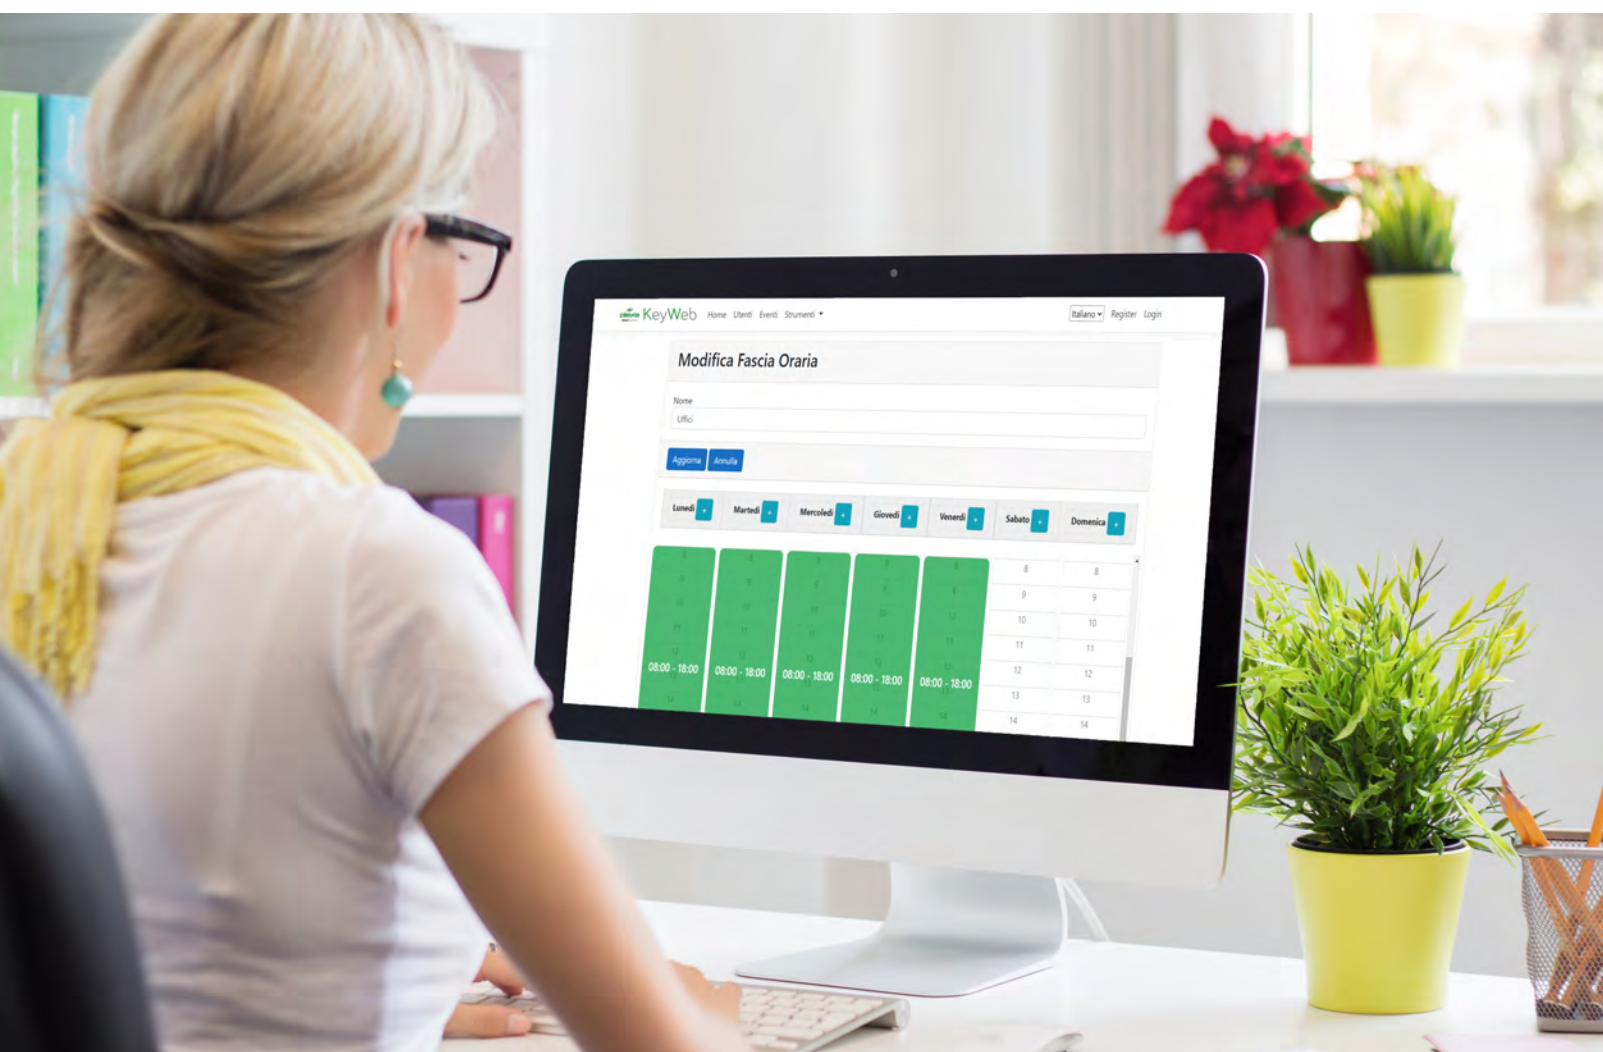 KeyWeb Home Utenti Eventi Strumenti Italiano Register Login
Modifica Fascia Oraria
Nome
Uffici
Aggiorna Annulla
Lunedì + Martedì + Mercoledì + Giovedì + Venerdì + Sabato + Domenica +
8 8
9 9
10 10
11 11
12 12
08:00 - 18:00 08:00 - 18:00 08:00 - 18:00 08:00 - 18:00 08:00 - 18:00
13 13
14 14